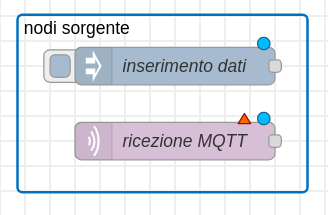 nodi sorgente
inserimento dati
ricezione MQTT